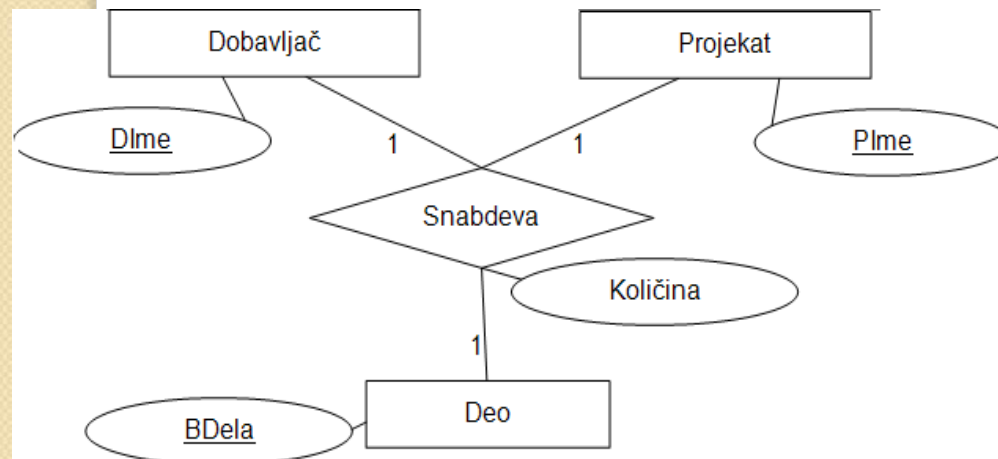 Dobavljač
Projekat
DIme
PIme
1
1
Snabdeva
Količina
1
Deo
BDela